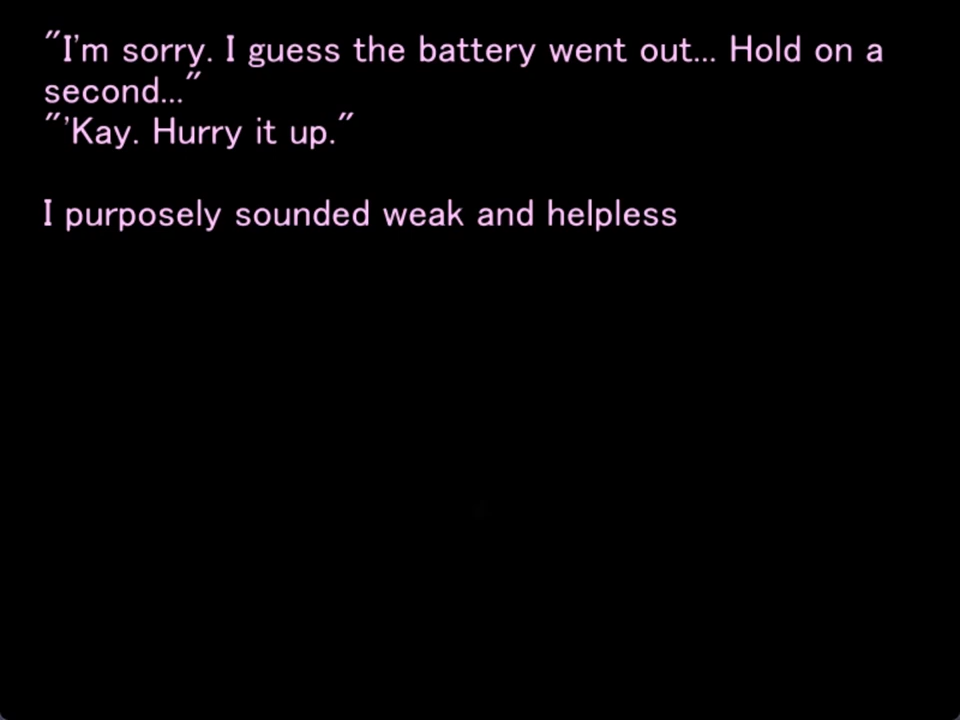 "I'm sorry. I guess the battery went out... Hold on a
second..."
"'Kay. Hurry it up."
I purposely sounded weak and helpless